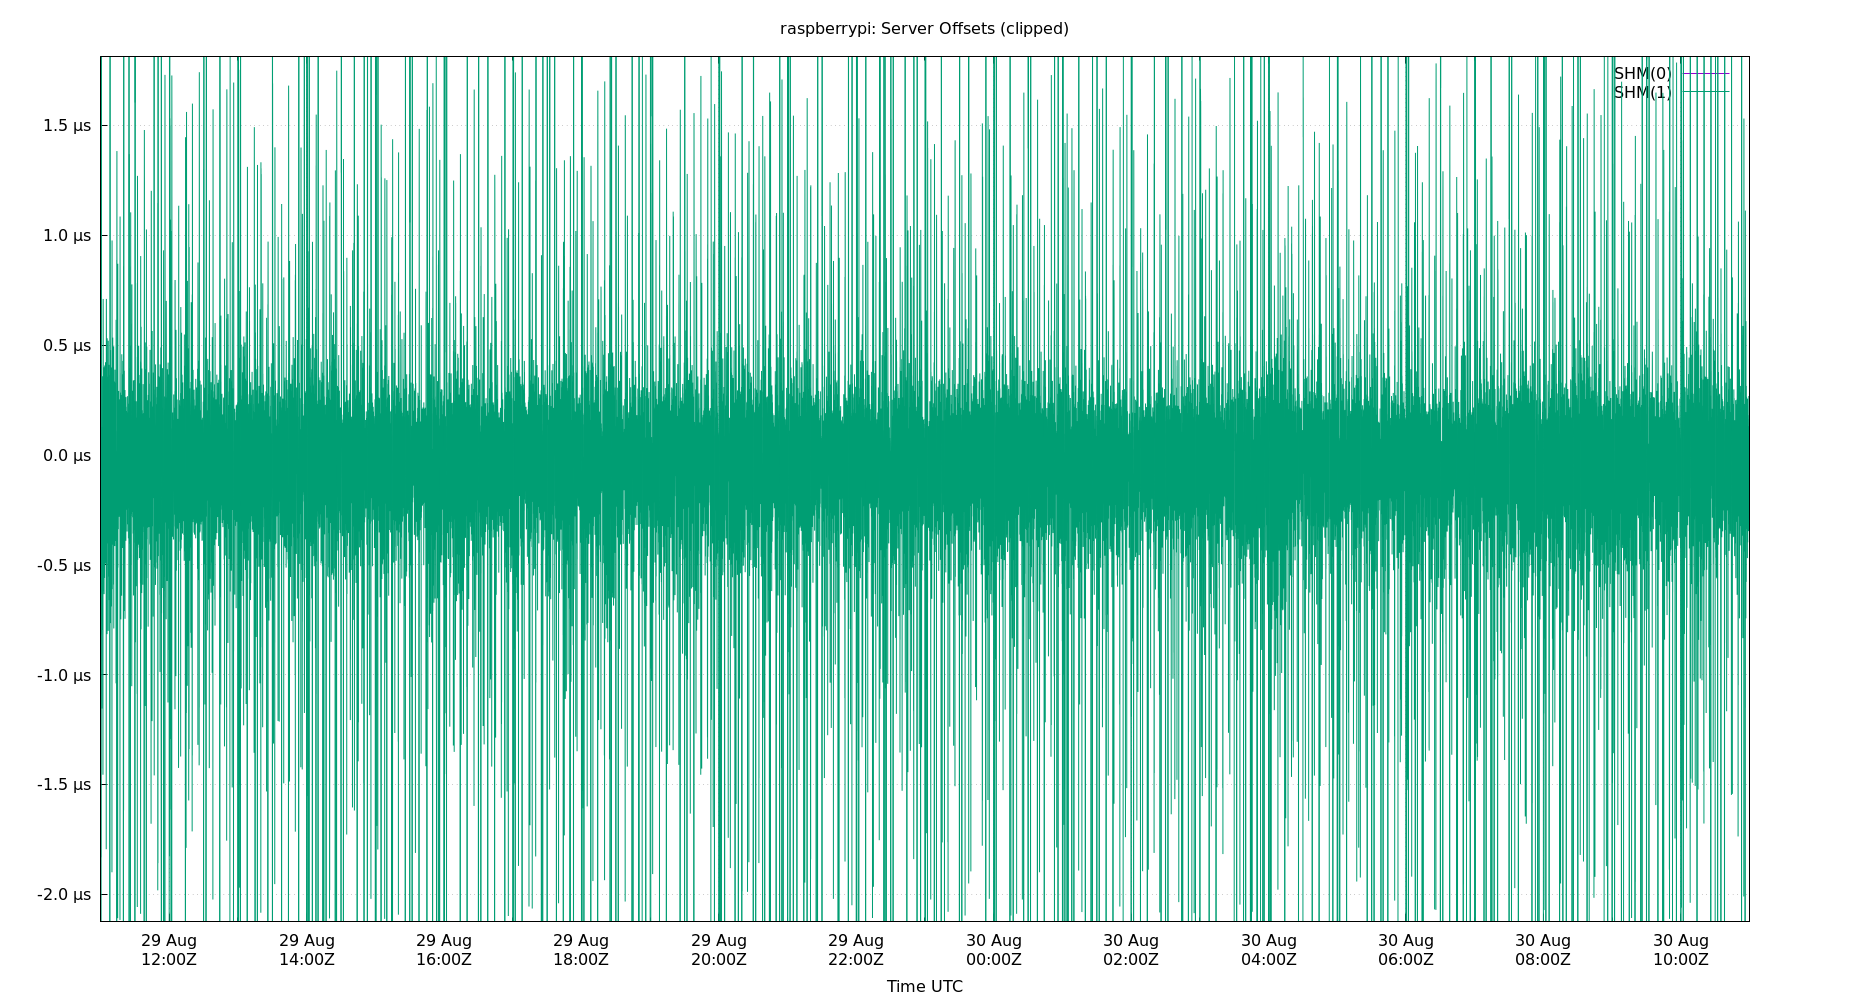 raspberrypi: Server Offsets (clipped)
SHM(0)
SHM(1)
1.5 µs
1.0 µs
0.5 µs
0.0 µs
-0.5 µs
-1.0 µs
-1.5 µs
-2.0 µs
29 Aug 29 Aug 29 Aug 29 Aug 29 Aug 29 Aug 30 Aug 30 Aug 30 Aug 30 Aug 30 Aug 30 Aug
12:00Z 14:00Z 16:00Z 18:00Z 20:00Z 22:00Z 00:00Z 02:00Z 04:00Z 06:00Z 08:00Z 10:00Z
Time UTC